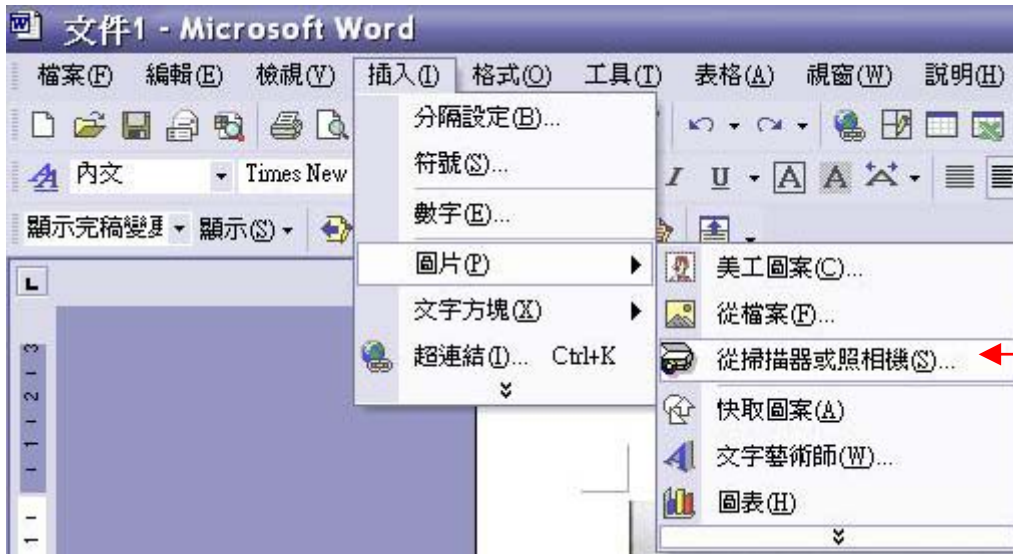 文件1 - Microsoft Word
檔案(F) 編輯(E) 檢視(V) 插入(I) 格式(O) 工具(T) 表格(A) 視窗(W) 說明(H)
內文 Times New
I U A A A
顯示完稿變更 顯示(S)
分隔設定(B)...
符號(S)...
數字(E)...
圖片(P)
文字方塊(X)
超連結(I)... Ctrl+K
美工圖案(C)...
從檔案(F)...
從掃描器或照相機(S)...
快取圖案(A)
文字藝術師(W)...
圖表(H)
3
2
1
1